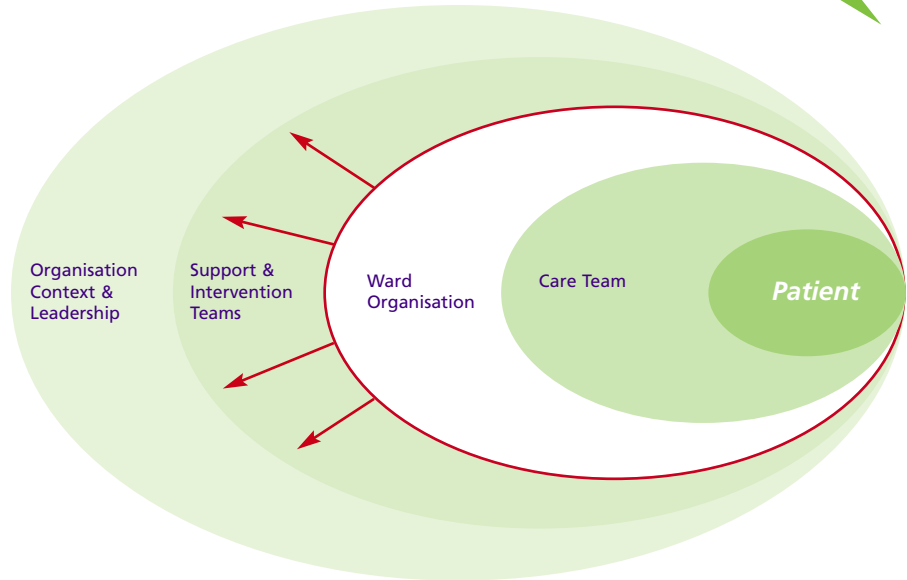 Organisation
Context &
Leadership
Support &
Intervention
Teams
Ward
Organisation
Care Team
Patient